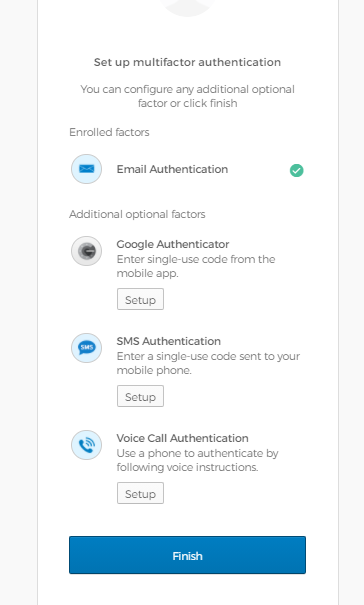 Set up multifactor authentication
You can configure any additional optional
factor or click finish
Enrolled factors
Email Authentication
Additional optional factors
Google Authenticator
Enter single-use code from the
mobile app.
Setup
SMS
SMS Authentication
Enter a single-use code sent to your
mobile phone.
Setup
Voice Call Authentication
Use a phone to authenticate by
following voice instructions.
Setup
Finish